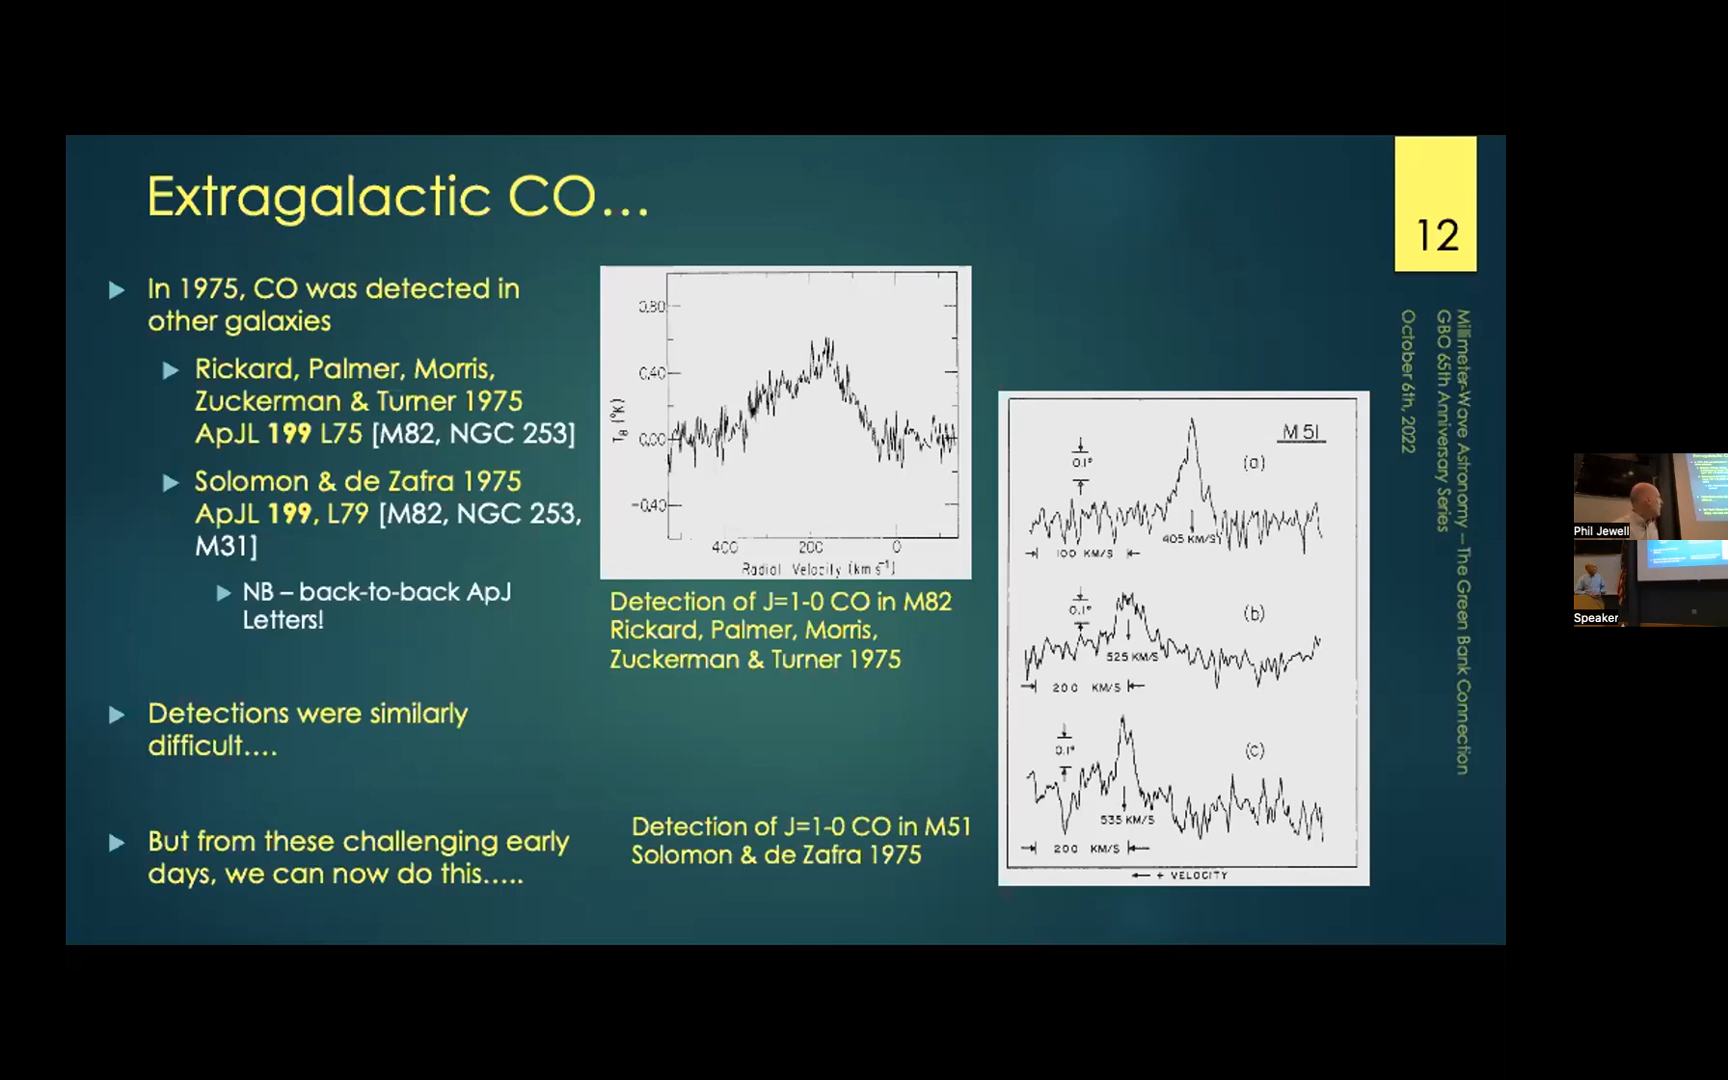 Extragalactic CO...
12
In 1975, CO was detected in
other galaxies
Rickard, Palmer, Morris,
Zuckerman & Turner 1975
ApJL 199 L75 [M82, NGC 253]
Solomon & de Zafra 1975
ApJL 199, L79 [M82, NGC 253,
M31]
NB – back-to-back ApJ
Letters!
Detections were similarly
difficult....
But from these challenging early
days, we can now do this.....
0.80
0.40
0.00
-0.40
TB (°K)
400 200 0
Radial Velocity (km s⁻¹)
Detection of J=1-0 CO in M82
Rickard, Palmer, Morris,
Zuckerman & Turner 1975
Detection of J=1-0 CO in M51
Solomon & de Zafra 1975
M 51
(a)
0.1°
405 KM/S
100 KM/S
(b)
0.1°
525 KM/S
200 KM/S
(c)
0.1°
535 KM/S
200 KM/S
+ VELOCITY
Millimeter-Wave Astronomy –The Green Bank Connection
GBO 65th Anniversary Series
October 6th, 2022
Phil Jewell
Speaker